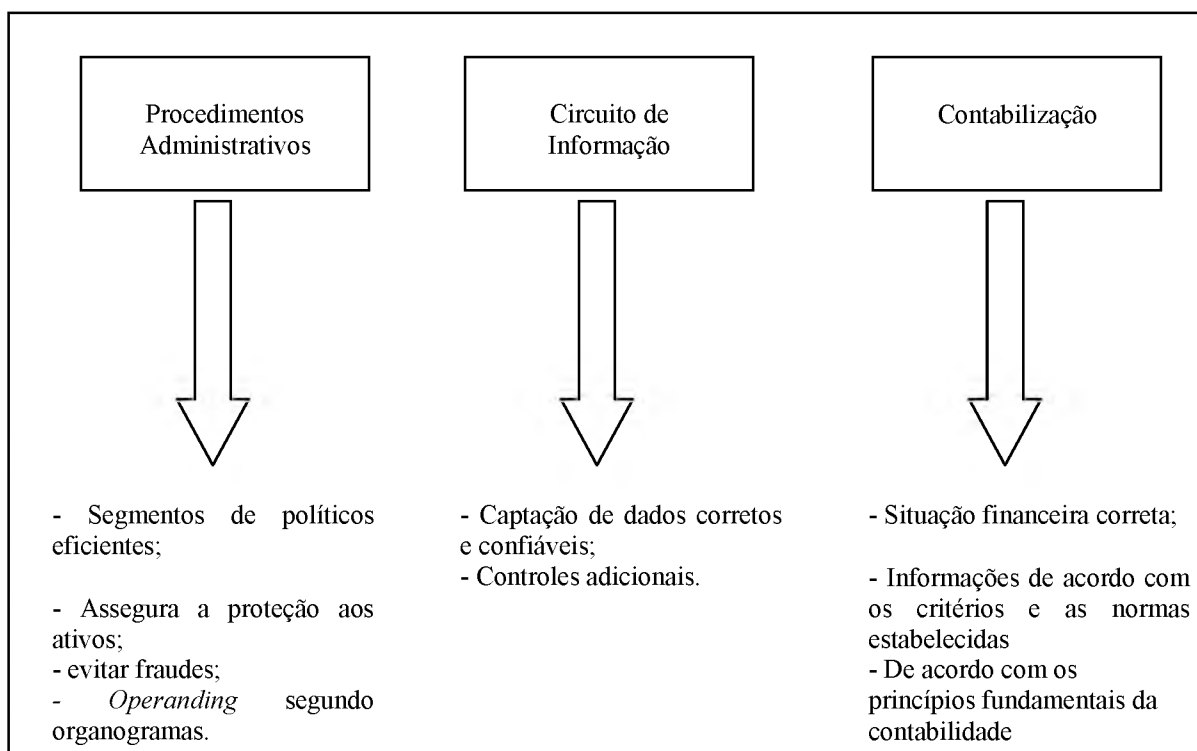 Procedimentos
Administrativos
Circuito de
Informação
Contabilização
- Segmentos de políticos
eficientes;
- Assegura a proteção aos
ativos;
- evitar fraudes;
- Operanding segundo
organogramas.
- Captação de dados corretos
e confiáveis;
- Controles adicionais.
- Situação financeira correta;
- Informações de acordo com
os critérios e as normas
estabelecidas
- De acordo com os
princípios fundamentais da
contabilidade